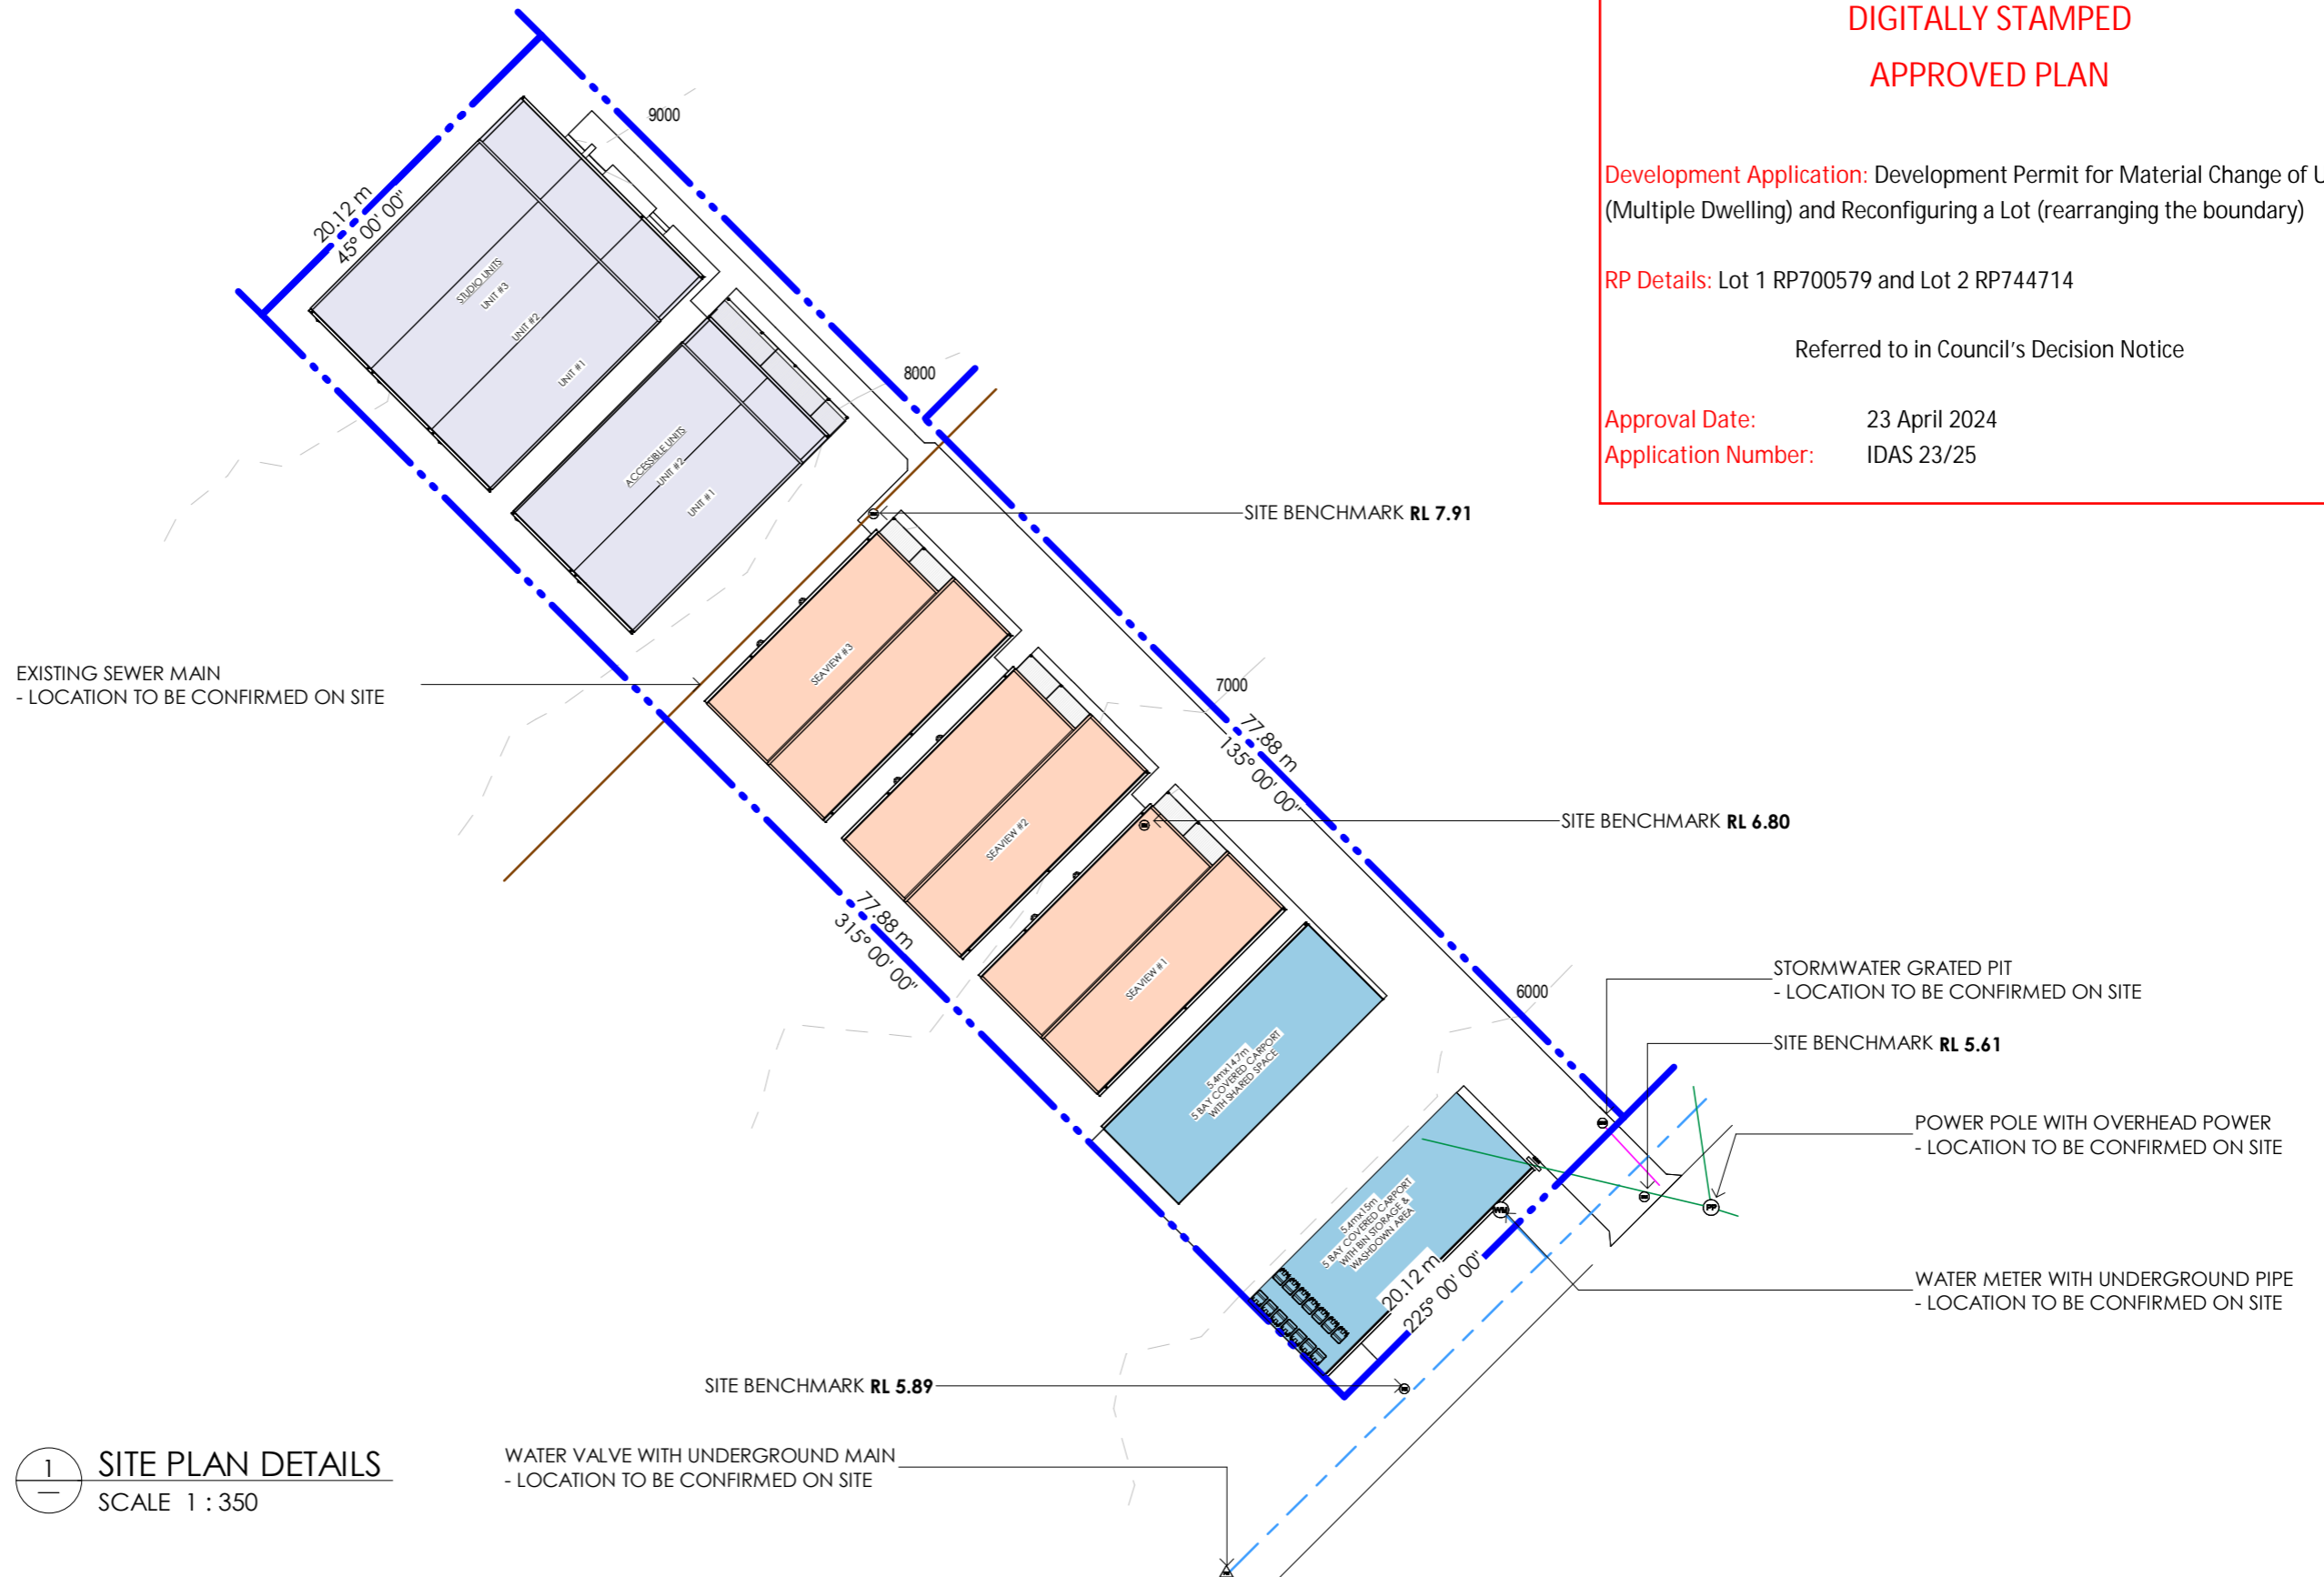 DIGITALLY STAMPED
APPROVED PLAN
Development Application: Development Permit for Material Change of U
(Multiple Dwelling) and Reconfiguring a Lot (rearranging the boundary)
RP Details: Lot 1 RP700579 and Lot 2 RP744714
Referred to in Council's Decision Notice
Approval Date: 23 April 2024
Application Number: IDAS 23/25
9000
20.12 m
45° 00' 00"
STUDIO UNITS
UNIT #3
UNIT #2
UNIT #1
8000
ACCESSIBLE UNITS
UNIT #2
UNIT #1
SITE BENCHMARK RL 7.91
EXISTING SEWER MAIN
- LOCATION TO BE CONFIRMED ON SITE
SEAVIEW #3
7000
77.88 m
135° 00' 00"
SEAVIEW #2
SITE BENCHMARK RL 6.80
77.88 m
315° 00' 00"
SEAVIEW #1
6000
STORMWATER GRATED PIT
- LOCATION TO BE CONFIRMED ON SITE
SITE BENCHMARK RL 5.61
5.4mx14.7m
5 BAY COVERED CARPORT
WITH SHARED SPACE
POWER POLE WITH OVERHEAD POWER
- LOCATION TO BE CONFIRMED ON SITE
PP
WM
5.4mx15m
5 BAY COVERED CARPORT
WITH BIN STORAGE &
WASHDOWN AREA
20.12 m
225° 00' 00"
WATER METER WITH UNDERGROUND PIPE
- LOCATION TO BE CONFIRMED ON SITE
SITE BENCHMARK RL 5.89
WATER VALVE WITH UNDERGROUND MAIN
- LOCATION TO BE CONFIRMED ON SITE
1
SITE PLAN DETAILS
SCALE 1 : 350